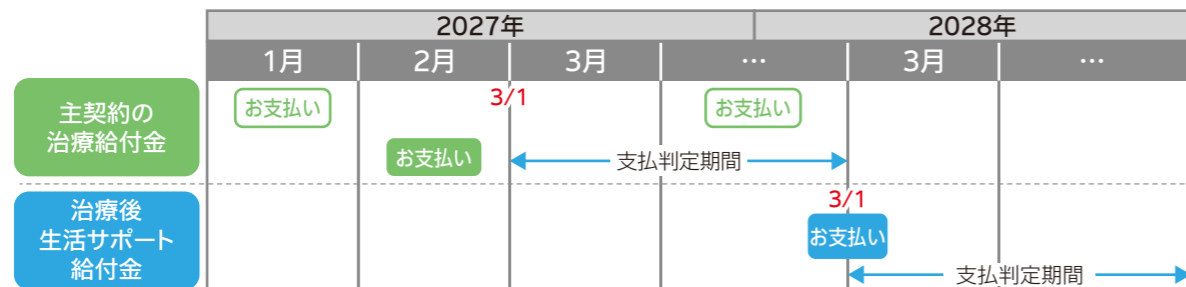 2027年 2028年
1月 2月 3月 … 3月 …
主契約の
治療給付金
お支払い
3/1
お支払い
お支払い
支払判定期間
治療後
生活サポート
給付金
3/1
お支払い
支払判定期間